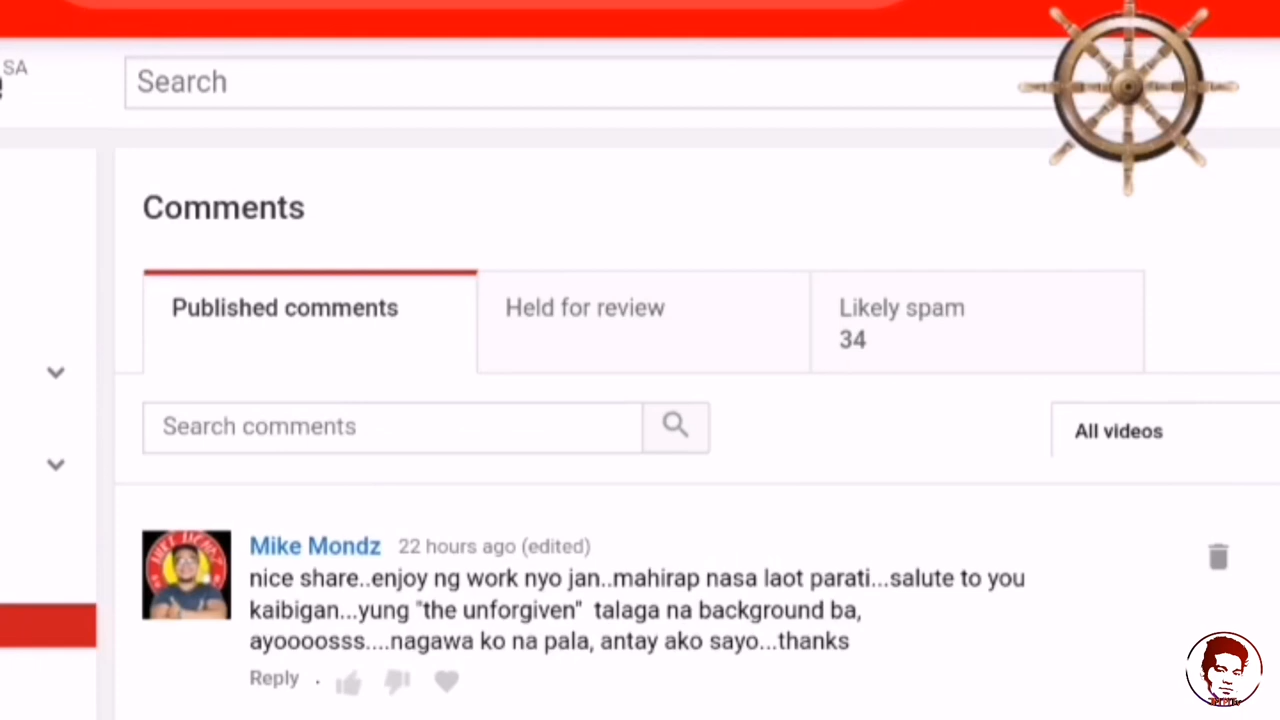 SA
Search
Comments
Published comments
Held for review
Likely spam
34
Search comments
All videos
Mike Mondz 22 hours ago (edited)
nice share..enjoy ng work nyo jan..mahirap nasa laot parati...salute to you
kaibigan...yung "the unforgiven" talaga na background ba,
ayoooosss....nagawa ko na pala, antay ako sayo...thanks
Reply .